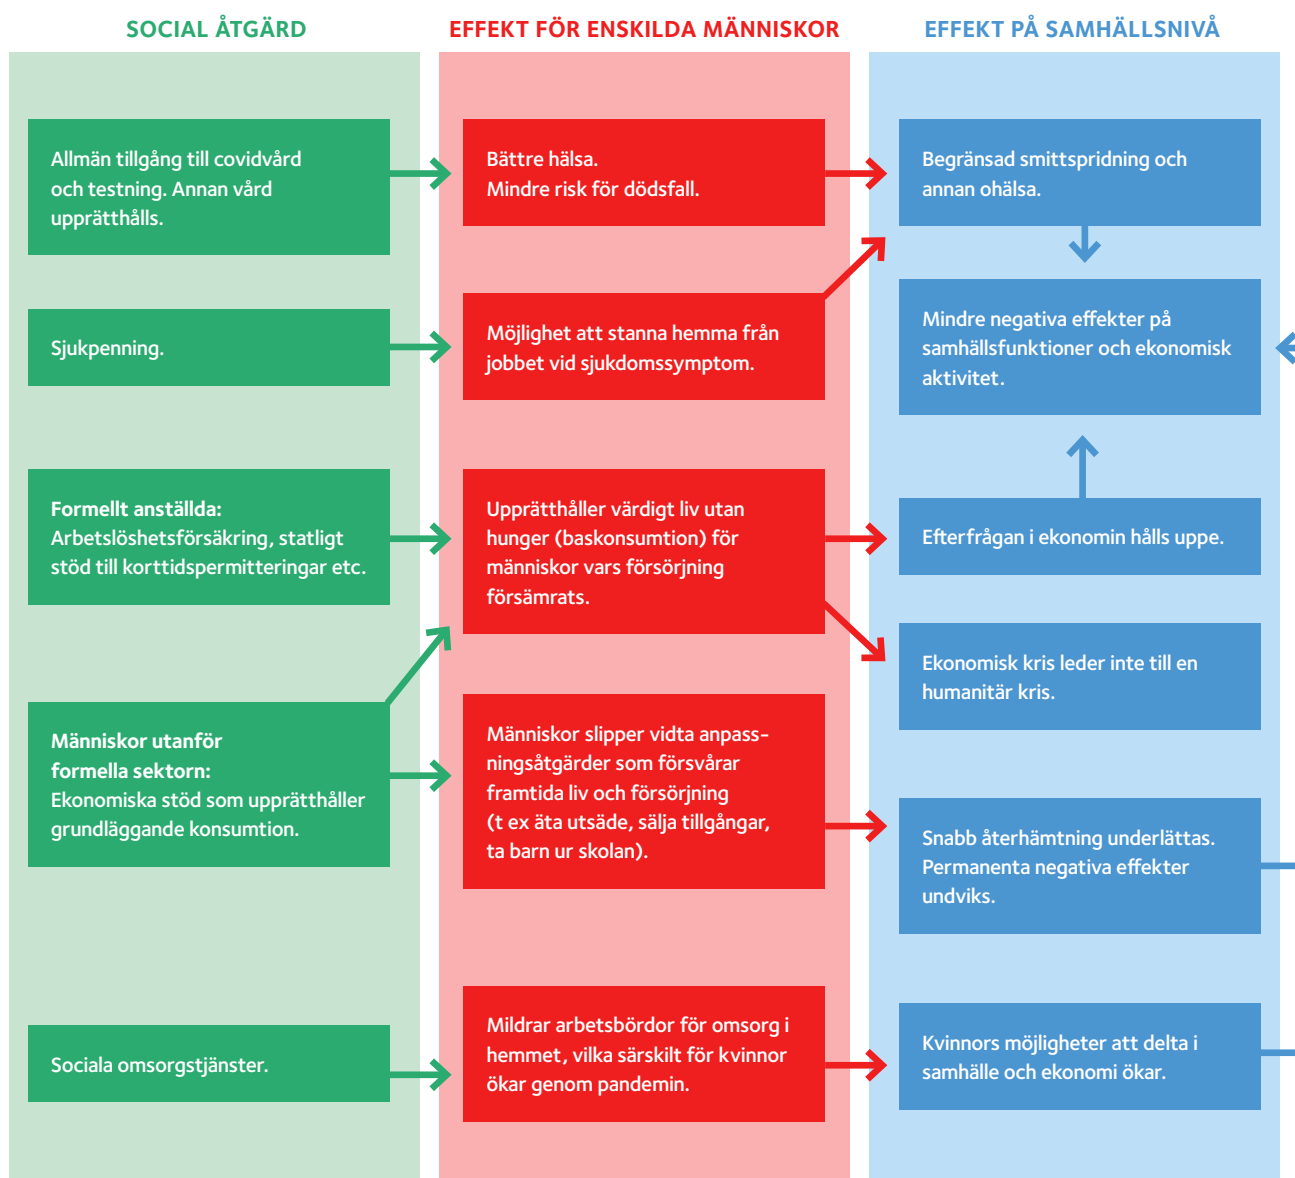 SOCIAL ÅTGÄRD
Allmän tillgång till covidvård
och testning. Annan vård
upprätthålls.
Sjukpenning.
Formellt anställda:
Arbetslöshetsförsäkring, statligt
stöd till korttidspermitteringar etc.
Människor utanför
formella sektorn:
Ekonomiska stöd som upprätthåller
grundläggande konsumtion.
Sociala omsorgstjänster.
EFFEKT FÖR ENSKILDA MÄNNISKOR
Bättre hälsa.
Mindre risk för dödsfall.
Möjlighet att stanna hemma från
jobbet vid sjukdomssymptom.
Upprätthåller värdigt liv utan
hunger (baskonsumtion) för
människor vars försörjning
försämrats.
Människor slipper vidta anpass-
ningsåtgärder som försvårar
framtida liv och försörjning
(t ex äta utsäde, sälja tillgångar,
ta barn ur skolan).
Mildrar arbetsbördor för omsorg i
hemmet, vilka särskilt för kvinnor
ökar genom pandemin.
EFFEKT PÅ SAMHÄLLSNIVÅ
Begränsad smittspridning och
annan ohälsa.
Mindre negativa effekter på
samhällsfunktioner och ekonomisk
aktivitet.
Efterfrågan i ekonomin hålls uppe.
Ekonomisk kris leder inte till en
humanitär kris.
Snabb återhämtning underlättas.
Permanenta negativa effekter
undviks.
Kvinnors möjligheter att delta i
samhälle och ekonomi ökar.